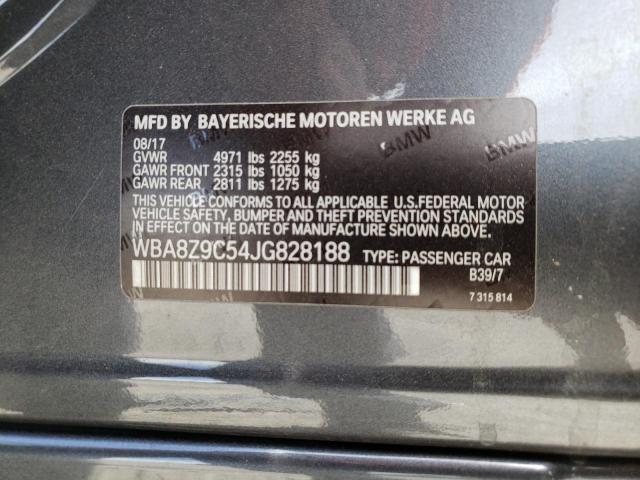 MFD BY BAYERISCHE MOTOREN WERKE AG
08/17
GVWR 4971 lbs 2255 kg
GAWR FRONT 2315 lbs 1050 kg
GAWR REAR 2811 lbs 1275 kg
THIS VEHICLE CONFORMS TO ALL APPLICABLE U.S.FEDERAL MOTOR
VEHICLE SAFETY, BUMPER, AND THEFT PREVENTION STANDARDS
IN EFFECT ON THE DATE OF MANUFACTURE SHOWN ABOVE.
WBA8Z9C54JG828188 TYPE: PASSENGER CAR
B39/7
7 315 814
BMW
BMW
BMW